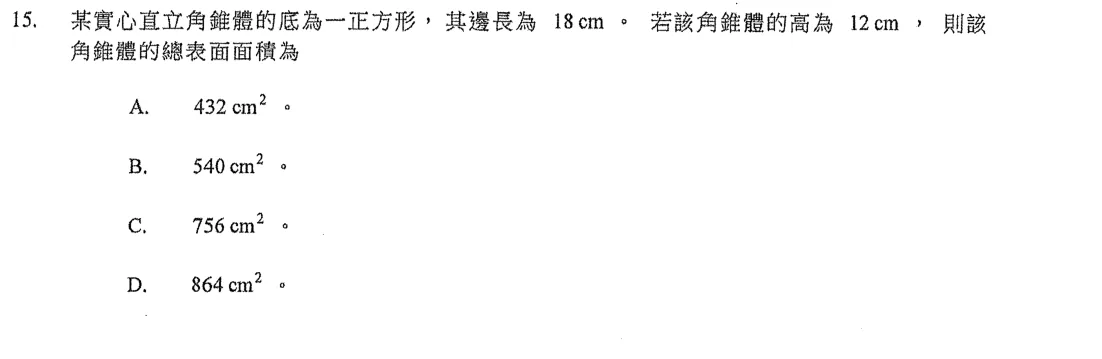 15. 某實心直立角錐體的底為一正方形，其邊長為 18 cm 。 若該角錐體的高為 12 cm ， 則該
角錐體的總表面面積為
A. 432 cm² 。
B. 540 cm² 。
C. 756 cm² 。
D. 864 cm² 。